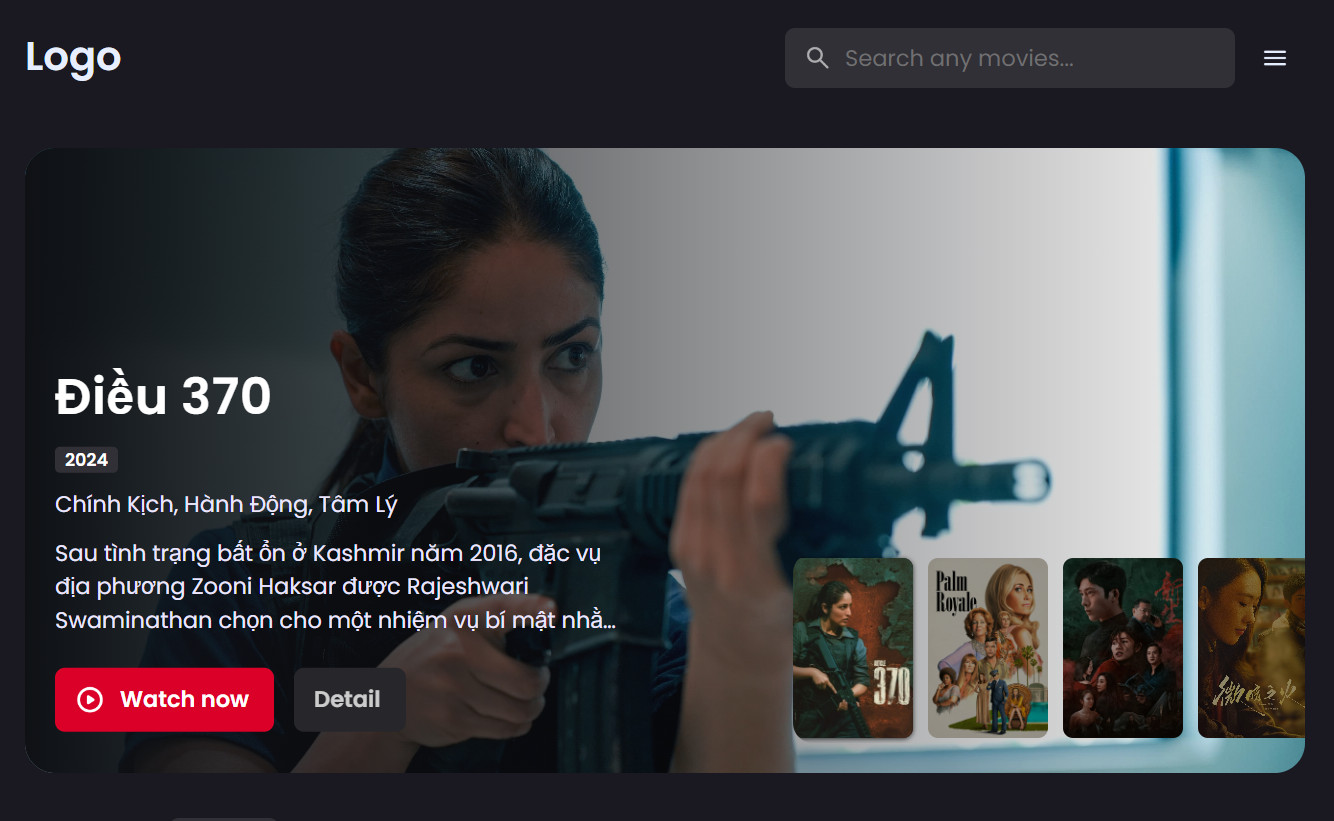 Logo
Search any movies...
Điều 370
2024
Chính Kịch, Hành Động, Tâm Lý
Sau tình trạng bất ổn ở Kashmir năm 2016, đặc vụ
địa phương Zooni Haksar được Rajeshwari
Swaminathan chọn cho một nhiệm vụ bí mật nhằ...
Watch now
Detail
370
Palm
Royale